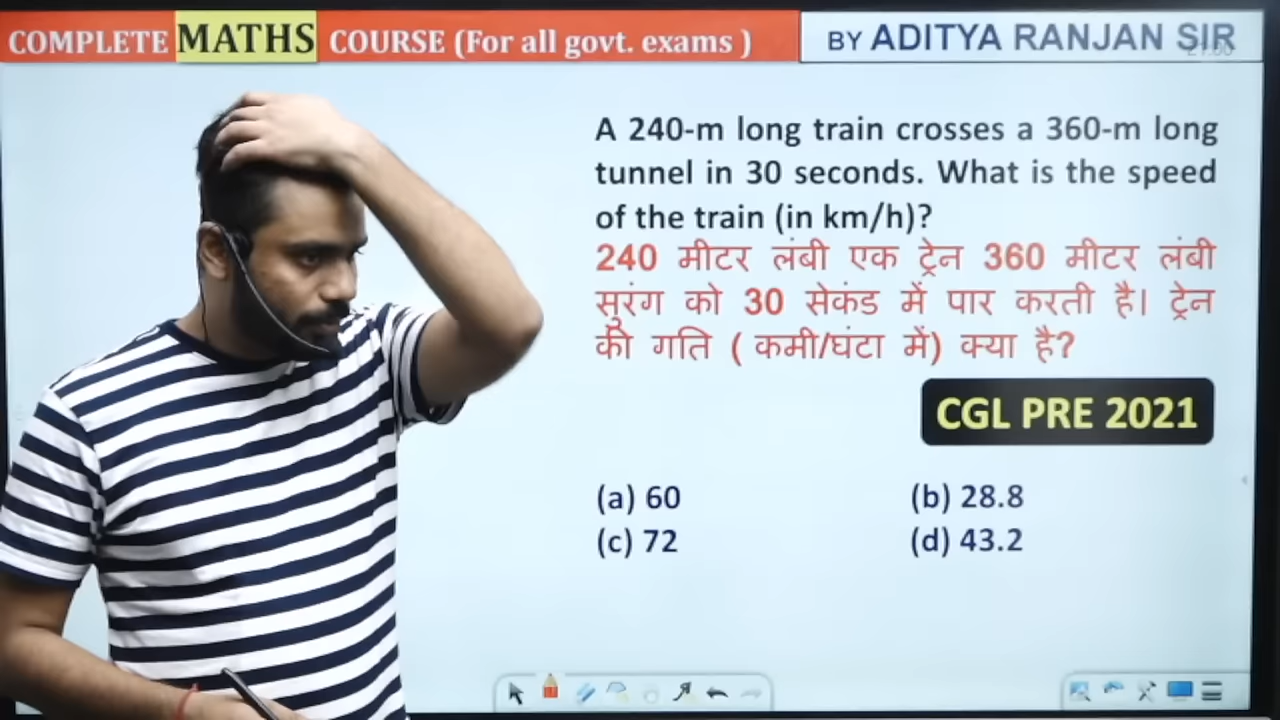 COMPLETE MATHS COURSE (For all govt. exams )
BY ADITYA RANJAN SIR
A 240-m long train crosses a 360-m long
tunnel in 30 seconds. What is the speed
of the train (in km/h)?
240 मीटर लंबी एक ट्रेन 360 मीटर लंबी
सुरंग को 30 सेकंड में पार करती है। ट्रेन
की गति ( कमी/घंटा में) क्या है?
CGL PRE 2021
(a) 60 (b) 28.8
(c) 72 (d) 43.2